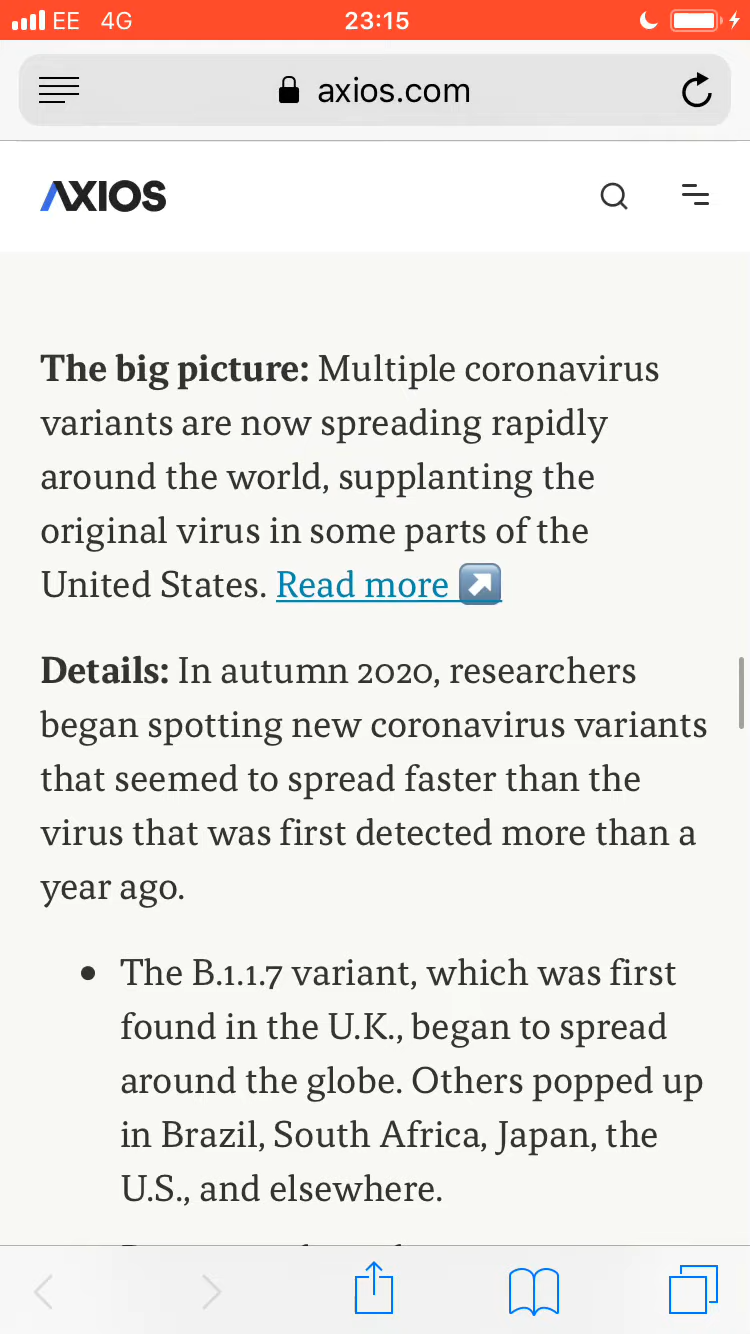 EE 4G 23:15
axios.com
AXIOS
The big picture: Multiple coronavirus
variants are now spreading rapidly
around the world, supplanting the
original virus in some parts of the
United States. Read more ↗️
Details: In autumn 2020, researchers
began spotting new coronavirus variants
that seemed to spread faster than the
virus that was first detected more than a
year ago.
• The B.1.1.7 variant, which was first
found in the U.K., began to spread
around the globe. Others popped up
in Brazil, South Africa, Japan, the
U.S., and elsewhere.